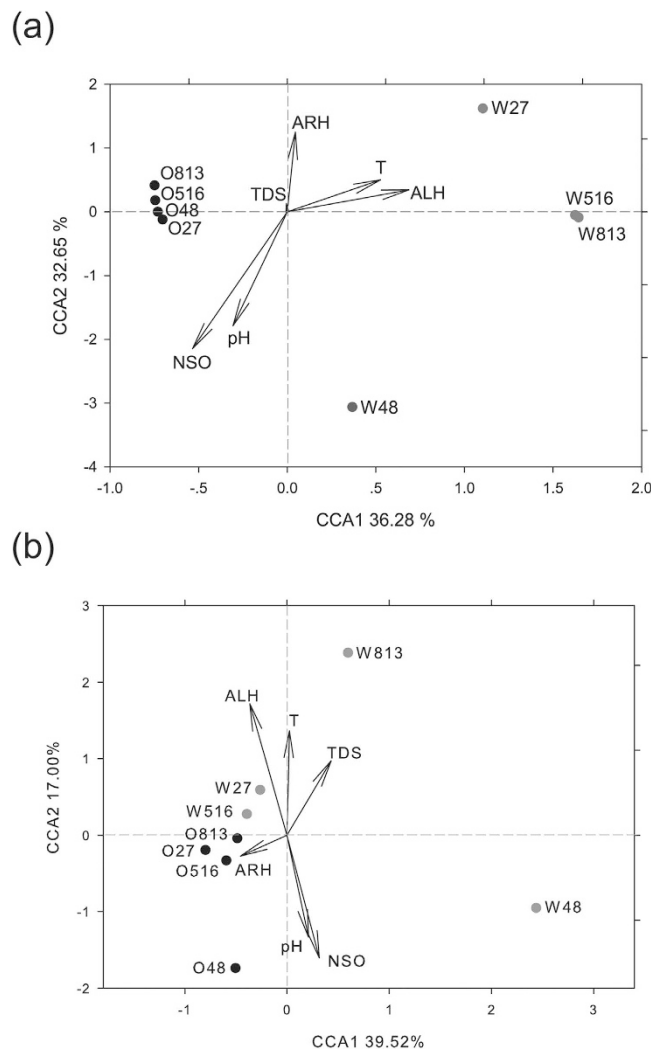 (a)
2
1
0
-1
-2
-3
-4
CCA2 32.65 %
W27
ARH
T
O813
O516
TDS
ALH
O48
W516
O27
W813
pH
NSO
W48
-1.0
-.5
0.0
.5
1.0
1.5
2.0
CCA1 36.28 %
(b)
3
2
1
0
-1
-2
CCA2 17.00%
W813
ALH
T
TDS
W27
W516
O813
O27
O516
ARH
W48
pH
NSO
O48
-1
0
1
2
3
CCA1 39.52%